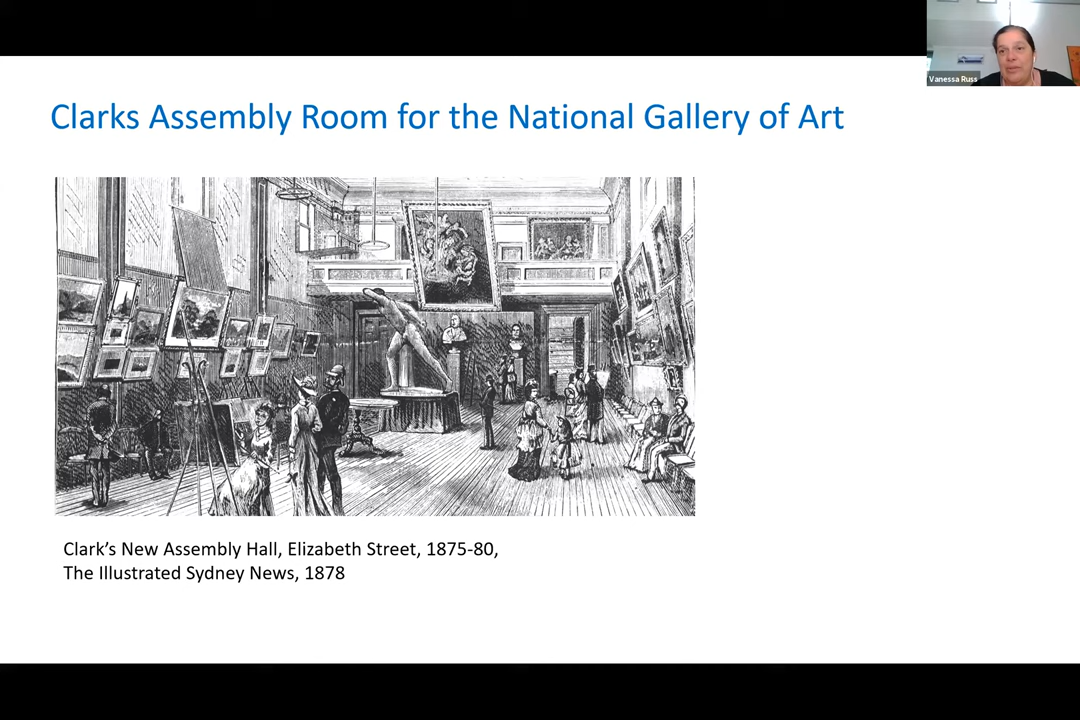 Clarks Assembly Room for the National Gallery of Art
Vanessa Russ
Clark’s New Assembly Hall, Elizabeth Street, 1875-80,
The Illustrated Sydney News, 1878